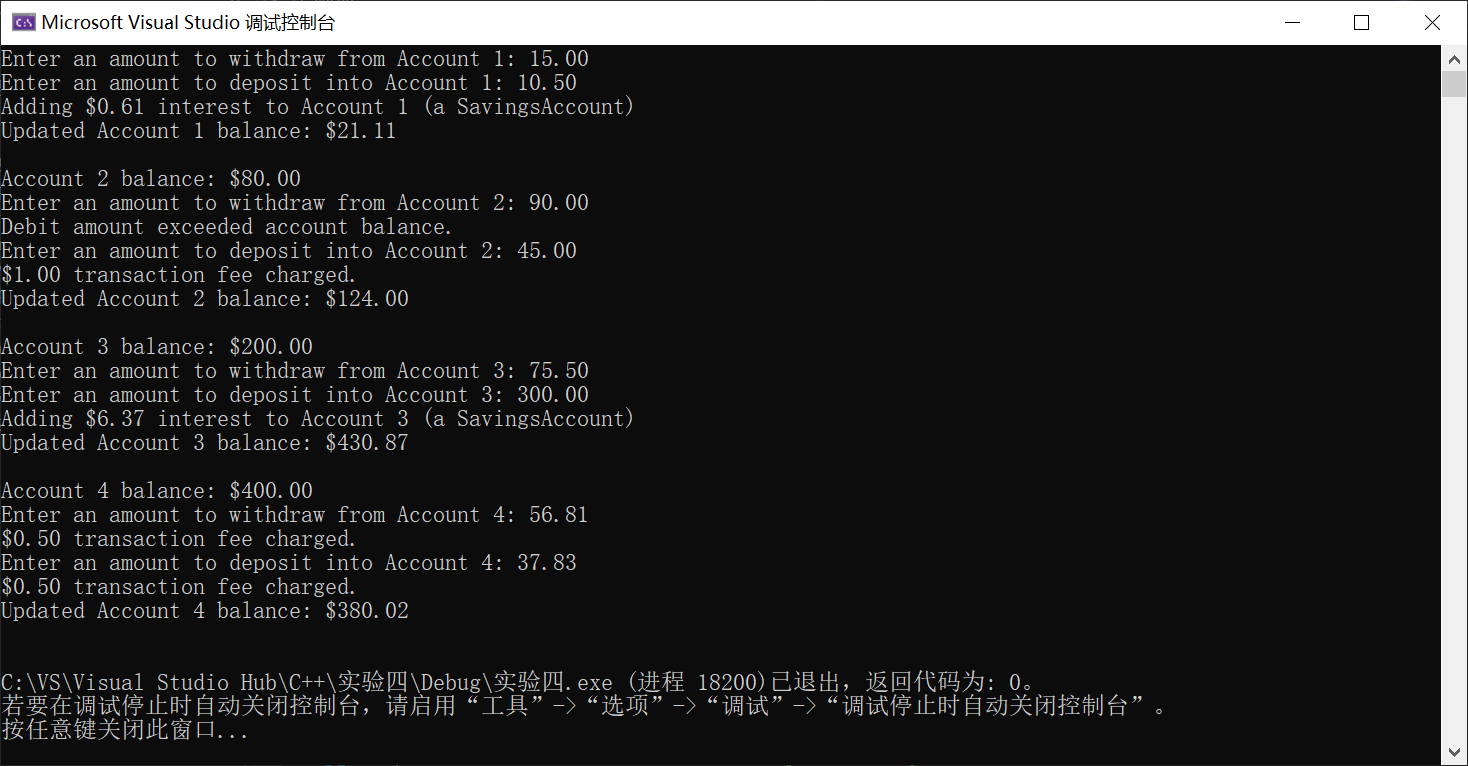 Microsoft Visual Studio 调试控制台
Enter an amount to withdraw from Account 1: 15.00
Enter an amount to deposit into Account 1: 10.50
Adding $0.61 interest to Account 1 (a SavingsAccount)
Updated Account 1 balance: $21.11
Account 2 balance: $80.00
Enter an amount to withdraw from Account 2: 90.00
Debit amount exceeded account balance.
Enter an amount to deposit into Account 2: 45.00
$1.00 transaction fee charged.
Updated Account 2 balance: $124.00
Account 3 balance: $200.00
Enter an amount to withdraw from Account 3: 75.50
Enter an amount to deposit into Account 3: 300.00
Adding $6.37 interest to Account 3 (a SavingsAccount)
Updated Account 3 balance: $430.87
Account 4 balance: $400.00
Enter an amount to withdraw from Account 4: 56.81
$0.50 transaction fee charged.
Enter an amount to deposit into Account 4: 37.83
$0.50 transaction fee charged.
Updated Account 4 balance: $380.02
C:\VS\Visual Studio Hub\C++\实验四\Debug\实验四.exe (进程 18200)已退出，返回代码为: 0。
若要在调试停止时自动关闭控制台，请启用“工具”->“选项”->“调试”->“调试停止时自动关闭控制台”。
按任意键关闭此窗口...